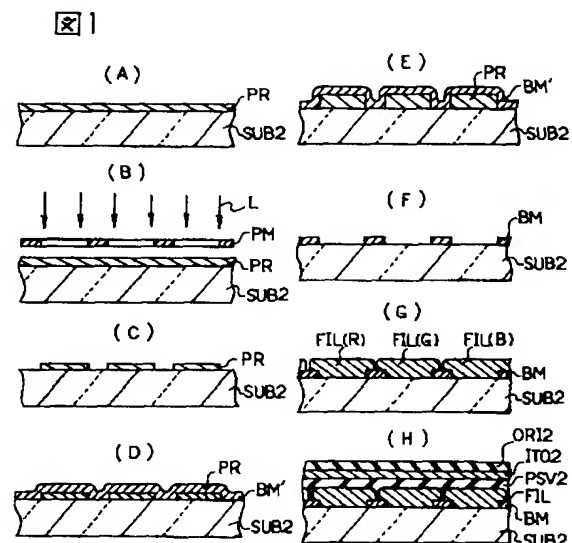 図1
(A)
PR
SUB2
(B)
L
PM
PR
SUB2
(C)
PR
SUB2
(D)
PR
BM'
SUB2
(E)
PR
BM'
SUB2
(F)
BM
SUB2
(G)
FIL(R) FIL(G) FIL(B)
BM
SUB2
(H)
ORI2
ITO2
PSV2
FIL
BM
SUB2